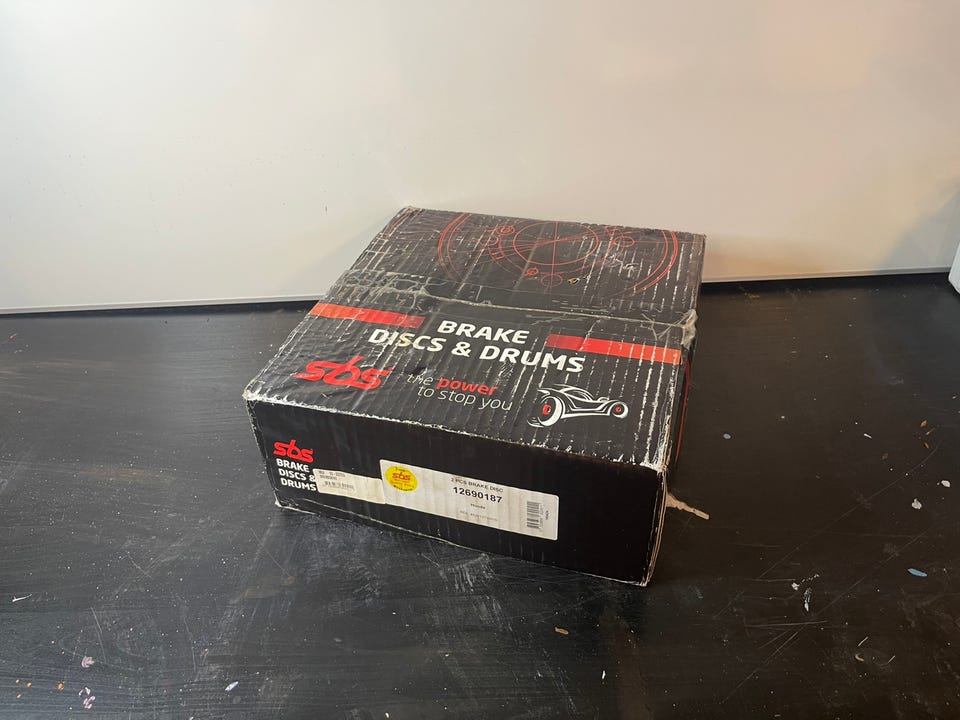 BRAKE
DISCS & DRUMS
sbs
the power
to stop you
sbs
BRAKE
DISCS &
DRUMS
sbs
2 PCS BRAKE DISC
12690187
Honda